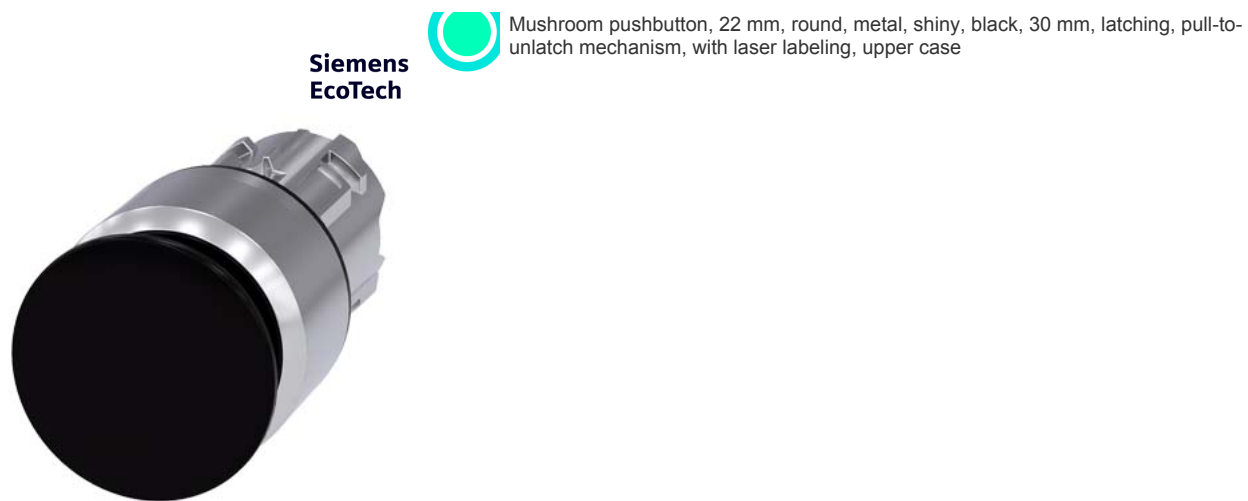 Mushroom pushbutton, 22 mm, round, metal, shiny, black, 30 mm, latching, pull-to-
unlatch mechanism, with laser labeling, upper case
Siemens
EcoTech